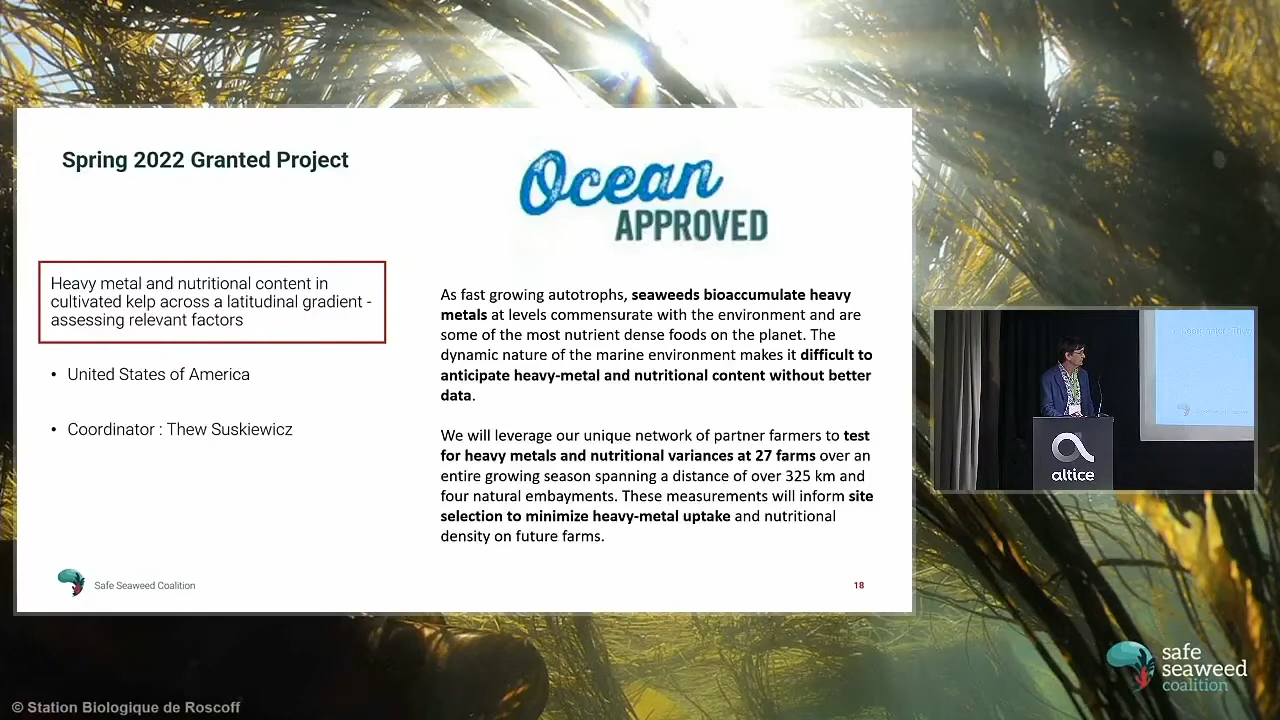 Spring 2022 Granted Project
Ocean
APPROVED
Heavy metal and nutritional content in
cultivated kelp across a latitudinal gradient -
assessing relevant factors
• United States of America
• Coordinator : Thew Suskiewicz
As fast growing autotrophs, seaweeds bioaccumulate heavy
metals at levels commensurate with the environment and are
some of the most nutrient dense foods on the planet. The
dynamic nature of the marine environment makes it difficult to
anticipate heavy-metal and nutritional content without better
data.
We will leverage our unique network of partner farmers to test
for heavy metals and nutritional variances at 27 farms over an
entire growing season spanning a distance of over 325 km and
four natural embayments. These measurements will inform site
selection to minimize heavy-metal uptake and nutritional
density on future farms.
Safe Seaweed Coalition
18
altice
safe
seaweed
coalition
© Station Biologique de Roscoff